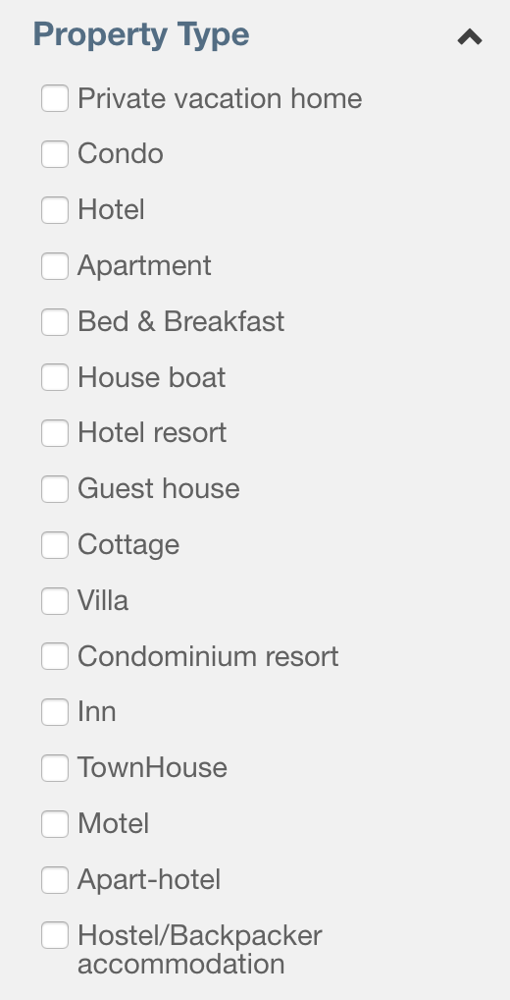 Property Type
Private vacation home
Condo
Hotel
Apartment
Bed & Breakfast
House boat
Hotel resort
Guest house
Cottage
Villa
Condominium resort
Inn
TownHouse
Motel
Apart-hotel
Hostel/Backpacker
accommodation